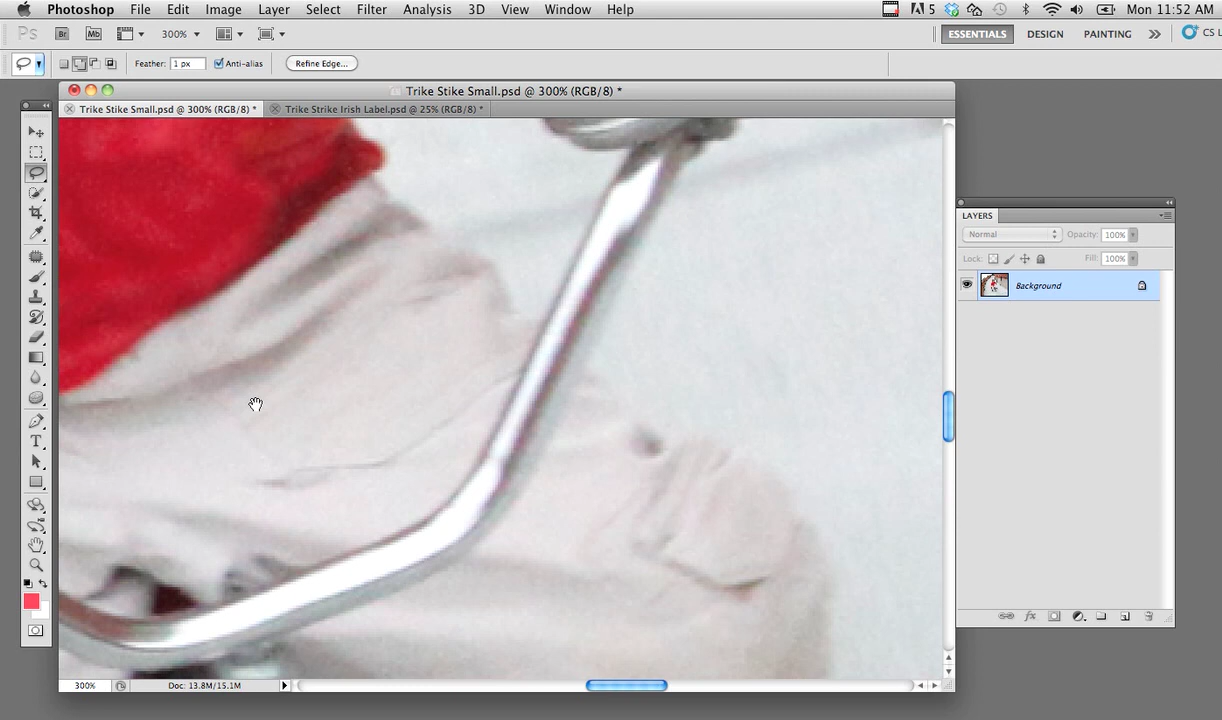 Photoshop File Edit Image Layer Select Filter Analysis 3D View Window Help 5 Mon 11:52 AM
Ps Br Mb 300% ESSENTIALS DESIGN PAINTING CS L
Feather: 1 px Anti-alias Refine Edge...
Trike Stike Small.psd @ 300% (RGB/8) *
Trike Stike Small.psd @ 300% (RGB/8) * Trike Strike Irish Label.psd @ 25% (RGB/8) *
LAYERS
Normal Opacity: 100%
Lock: Fill: 100%
Background
fx
T
300% Doc: 13.8M/15.1M